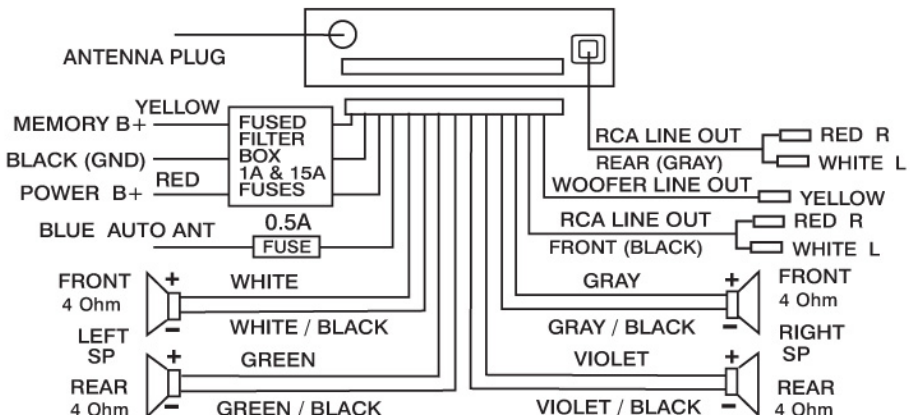 ANTENNA PLUG
YELLOW
MEMORY B+
BLACK (GND)
RED
POWER B+
FUSED
FILTER
BOX
1A & 15A
FUSES
0.5A
BLUE AUTO ANT
FUSE
RCA LINE OUT
RED R
REAR (GRAY)
WHITE L
WOOFER LINE OUT
YELLOW
RCA LINE OUT
RED R
FRONT (BLACK)
WHITE L
FRONT
4 Ohm
+
-
WHITE
WHITE / BLACK
LEFT
SP
REAR
4 Ohm
+
-
GREEN
GREEN / BLACK
GRAY
GRAY / BLACK
+
-
FRONT
4 Ohm
RIGHT
SP
VIOLET
VIOLET / BLACK
+
-
REAR
4 Ohm